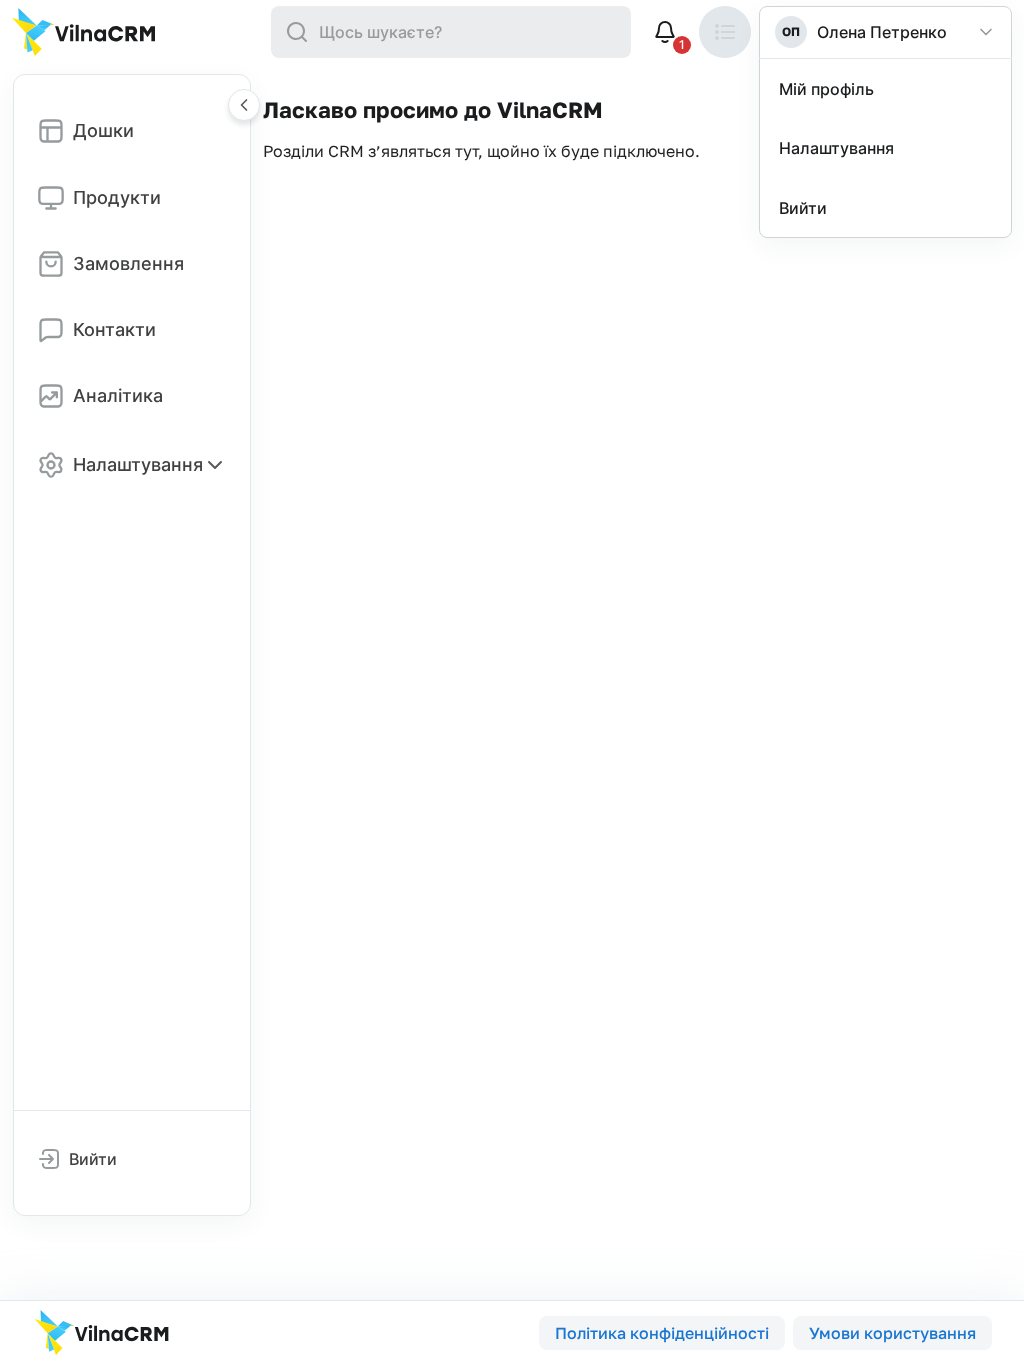 VilnaCRM
Щось шукаєте?
1
ОП
Олена Петренко
Мій профіль
Налаштування
Вийти
Дошки
Продукти
Замовлення
Контакти
Аналітика
Налаштування
Вийти
Ласкаво просимо до VilnaCRM
Розділи CRM з’являться тут, щойно їх буде підключено.
VilnaCRM
Політика конфіденційності
Умови користування